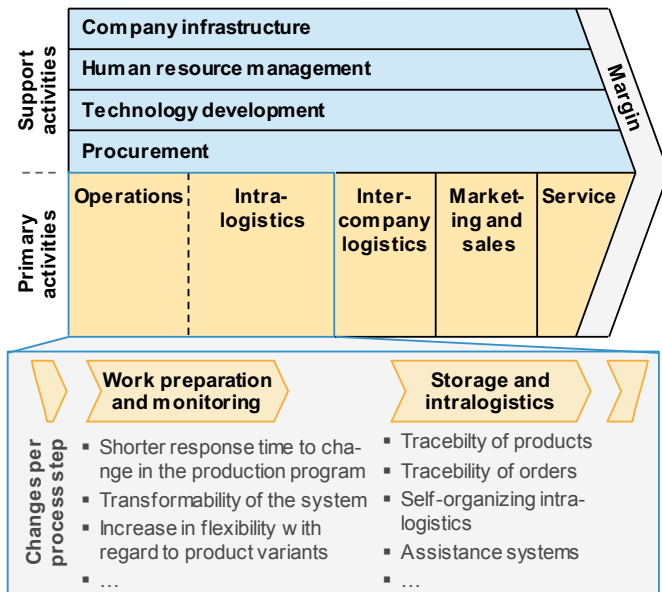 Support
activities
Company infrastructure
Human resource management
Technology development
Procurement
Margin
Primary
activities
Operations
Intra-
logistics
Inter-
company
logistics
Market-
ing and
sales
Service
Changes per
process step
Work preparation
and monitoring
▪ Shorter response time to cha-
nge in the production program
▪ Transformability of the system
▪ Increase in flexibility with
regard to product variants
▪ …
Storage and
intralogistics
▪ Tracebilty of products
▪ Tracebility of orders
▪ Self-organizing intra-
logistics
▪ Assistance systems
▪ …